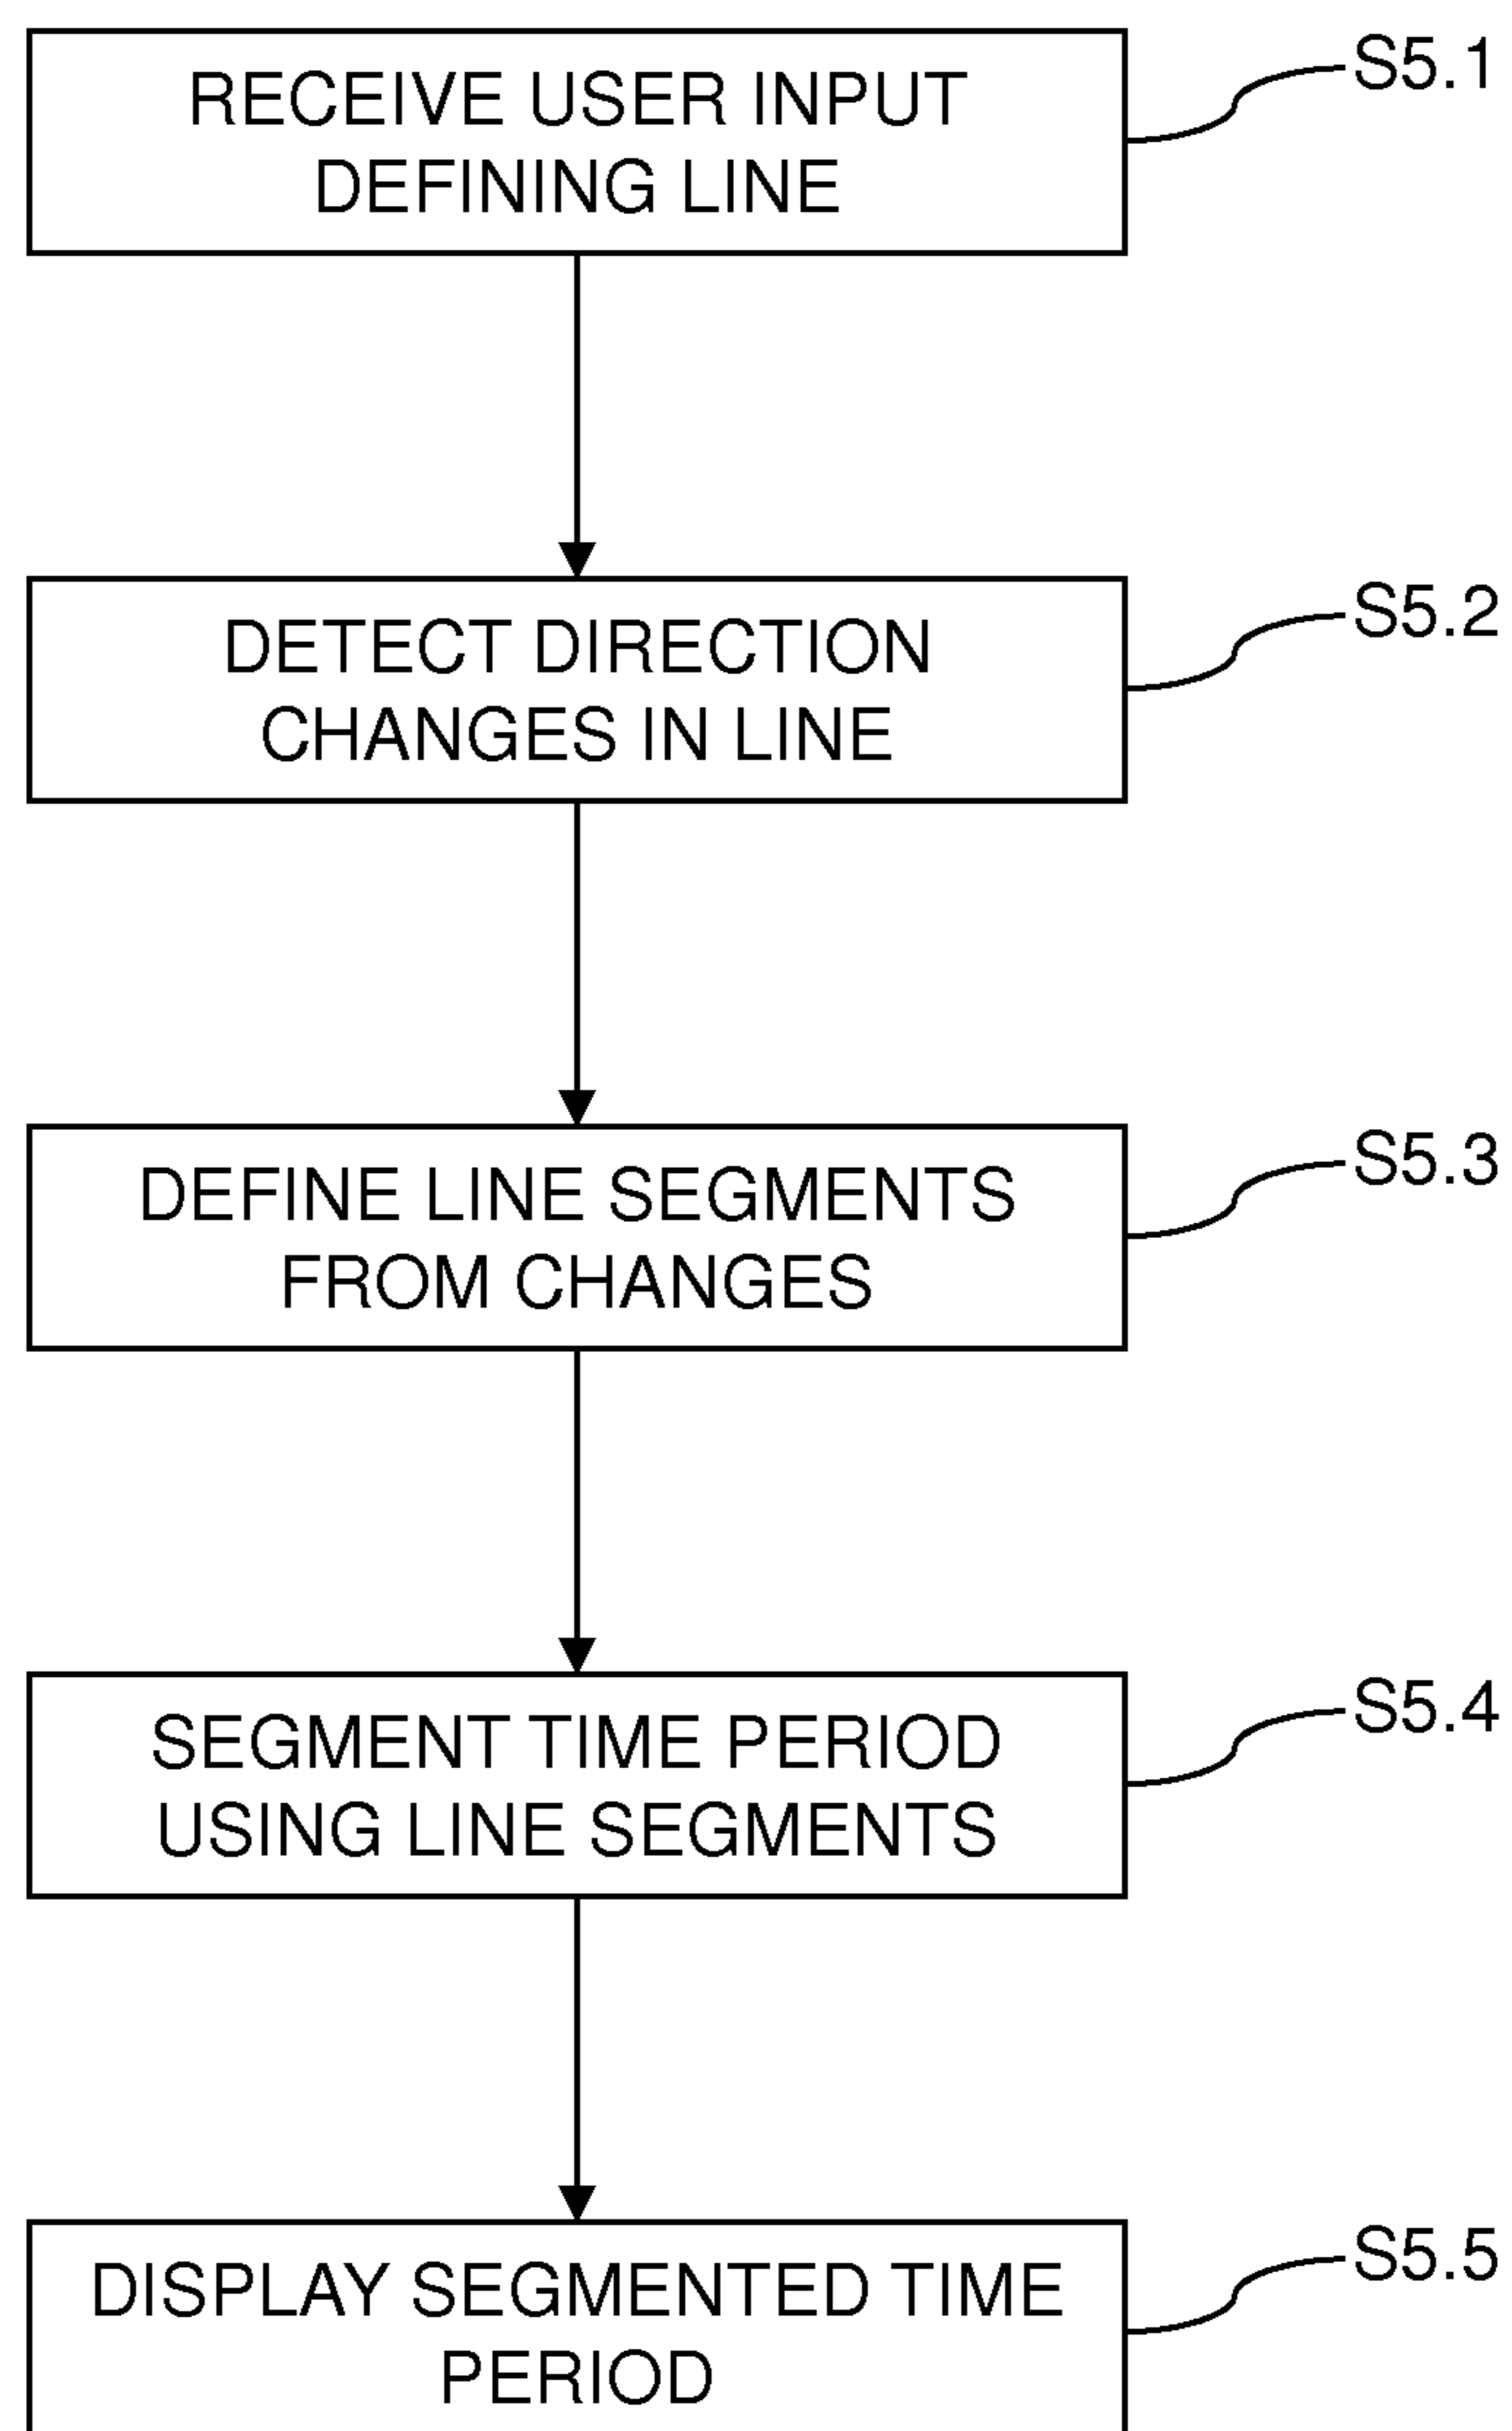 RECEIVE USER INPUT
DEFINING LINE
S5.1
DETECT DIRECTION
CHANGES IN LINE
S5.2
DEFINE LINE SEGMENTS
FROM CHANGES
S5.3
SEGMENT TIME PERIOD
USING LINE SEGMENTS
S5.4
DISPLAY SEGMENTED TIME
PERIOD
S5.5